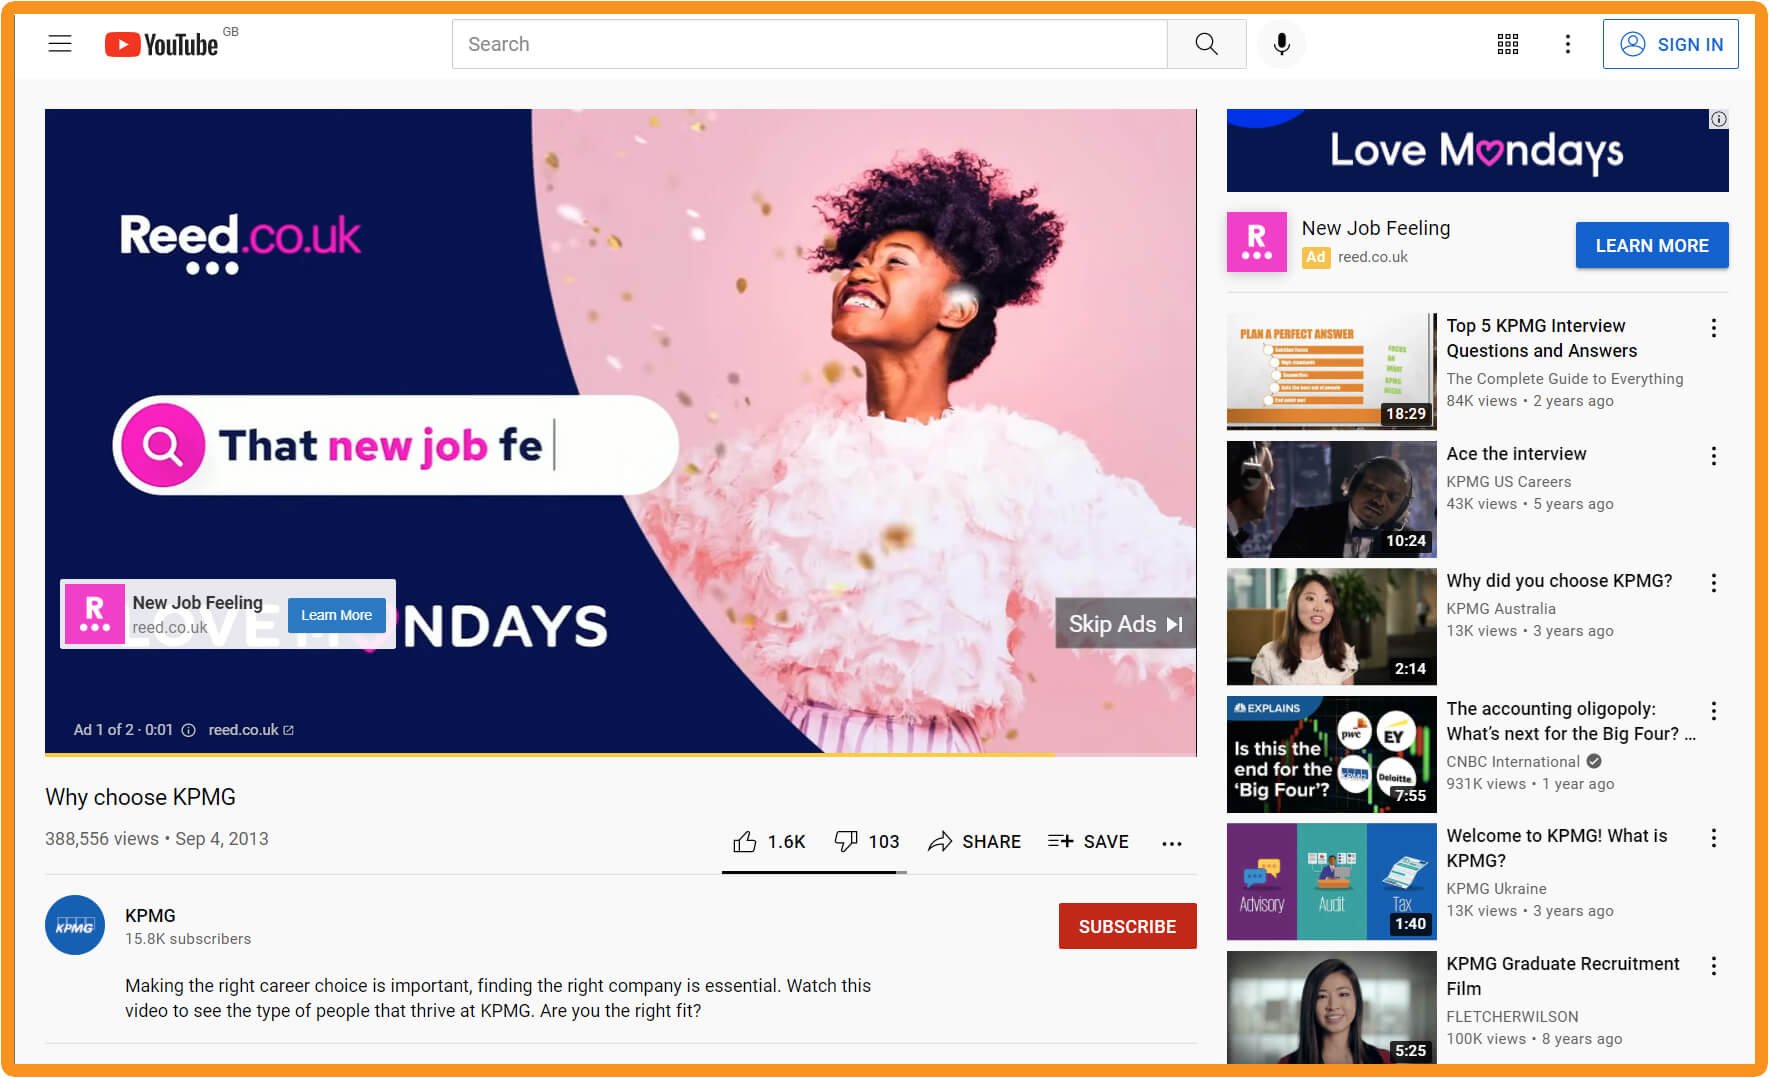 YouTube GB
Search
SIGN IN
Reed.co.uk
That new job fe
LOVE MONDAYS
R
New Job Feeling
reed.co.uk
Learn More
Skip Ads
Ad 1 of 2 · 0:01
reed.co.uk
Why choose KPMG
388,556 views • Sep 4, 2013
1.6K
103
SHARE
SAVE
KPMG
KPMG
15.8K subscribers
SUBSCRIBE
Making the right career choice is important, finding the right company is essential. Watch this
video to see the type of people that thrive at KPMG. Are you the right fit?
Love Mondays
R
New Job Feeling
Ad reed.co.uk
LEARN MORE
PLAN A PERFECT ANSWER
FOCUS
ON
WHAT
KPMG
18:29
Top 5 KPMG Interview
Questions and Answers
The Complete Guide to Everything
84K views • 2 years ago
10:24
Ace the interview
KPMG US Careers
43K views • 5 years ago
2:14
Why did you choose KPMG?
KPMG Australia
13K views • 3 years ago
EXPLAINS
Is this the
end for the
‘Big Four’?
pwc
EY
KPMG
Deloitte.
7:55
The accounting oligopoly:
What’s next for the Big Four? ...
CNBC International
931K views • 1 year ago
Advisory
Audit
Tax
1:40
Welcome to KPMG! What is
KPMG?
KPMG Ukraine
13K views • 3 years ago
5:25
KPMG Graduate Recruitment
Film
FLETCHERWILSON
100K views • 8 years ago